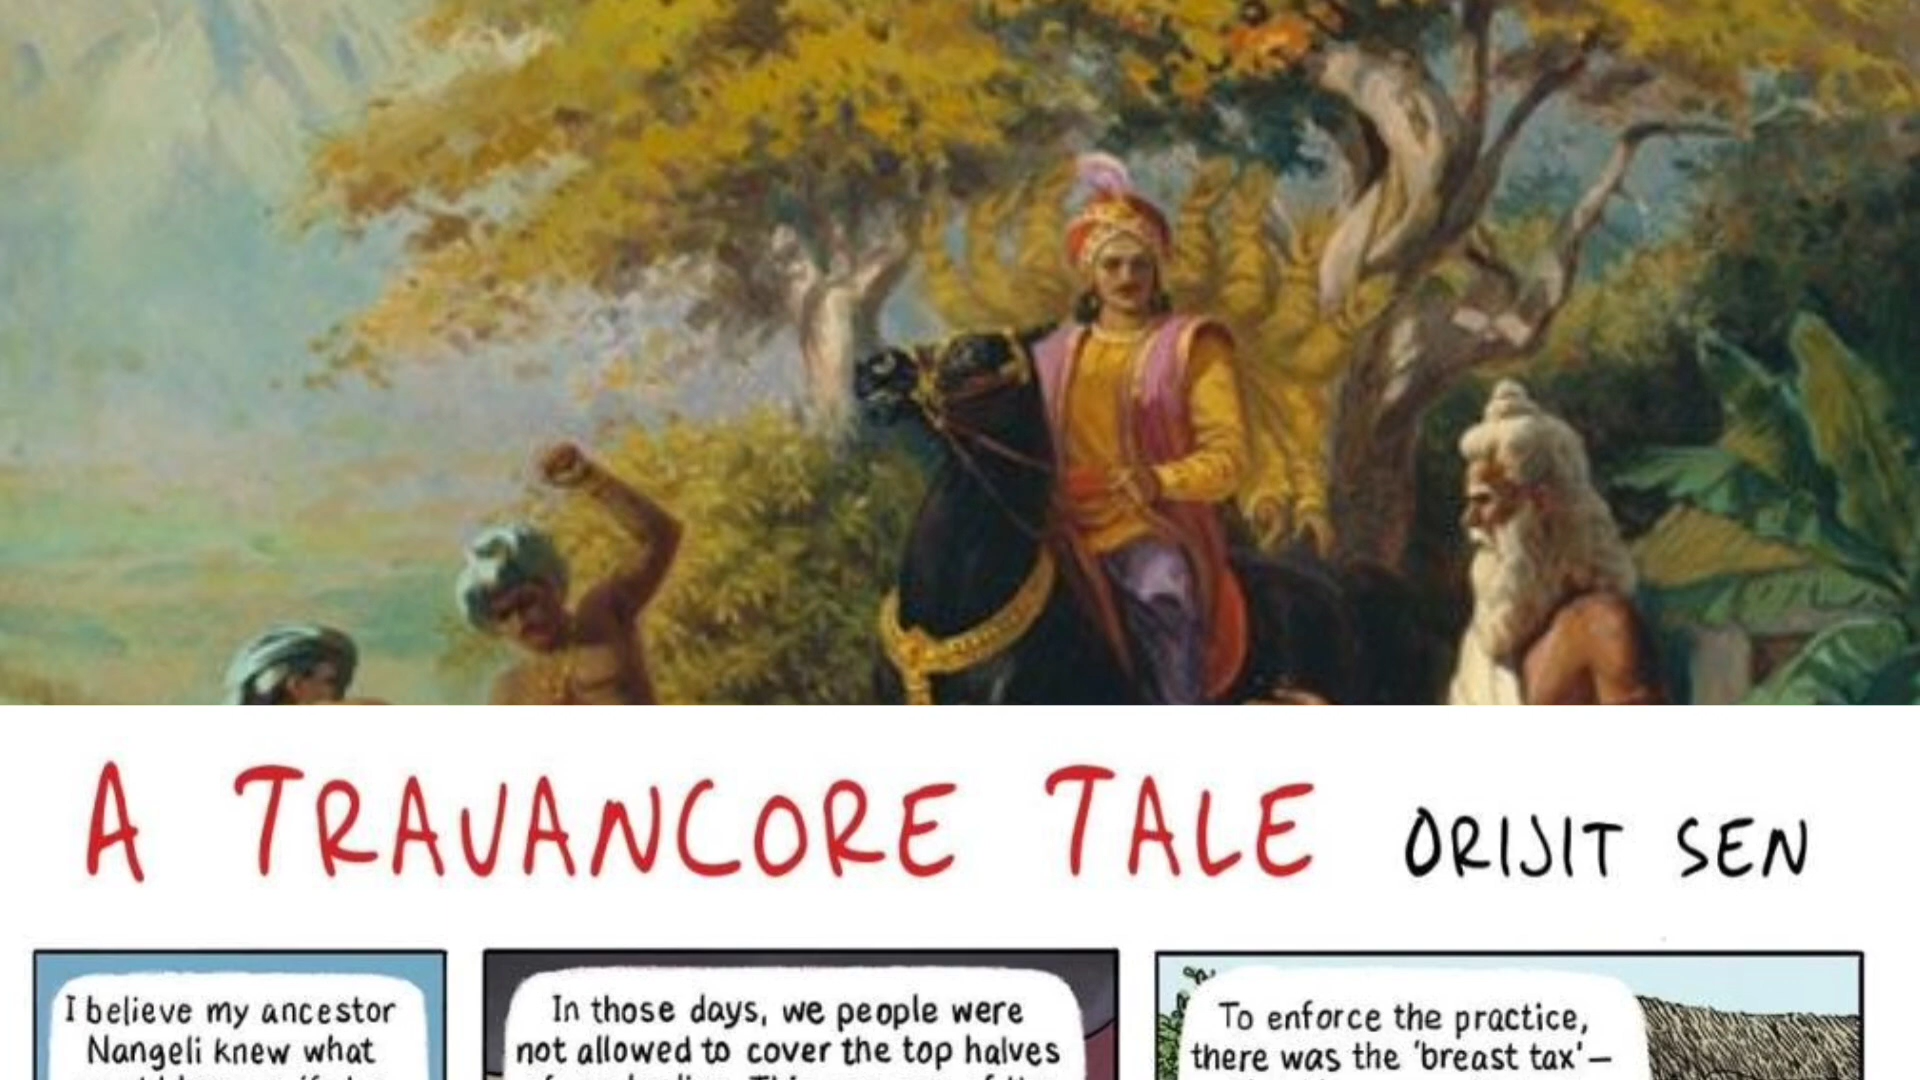 A TRAVANCORE TALE ORIJIT SEN
I believe my ancestor
Nangeli knew what
In those days, we people were
not allowed to cover the top halves
To enforce the practice,
there was the 'breast tax'—